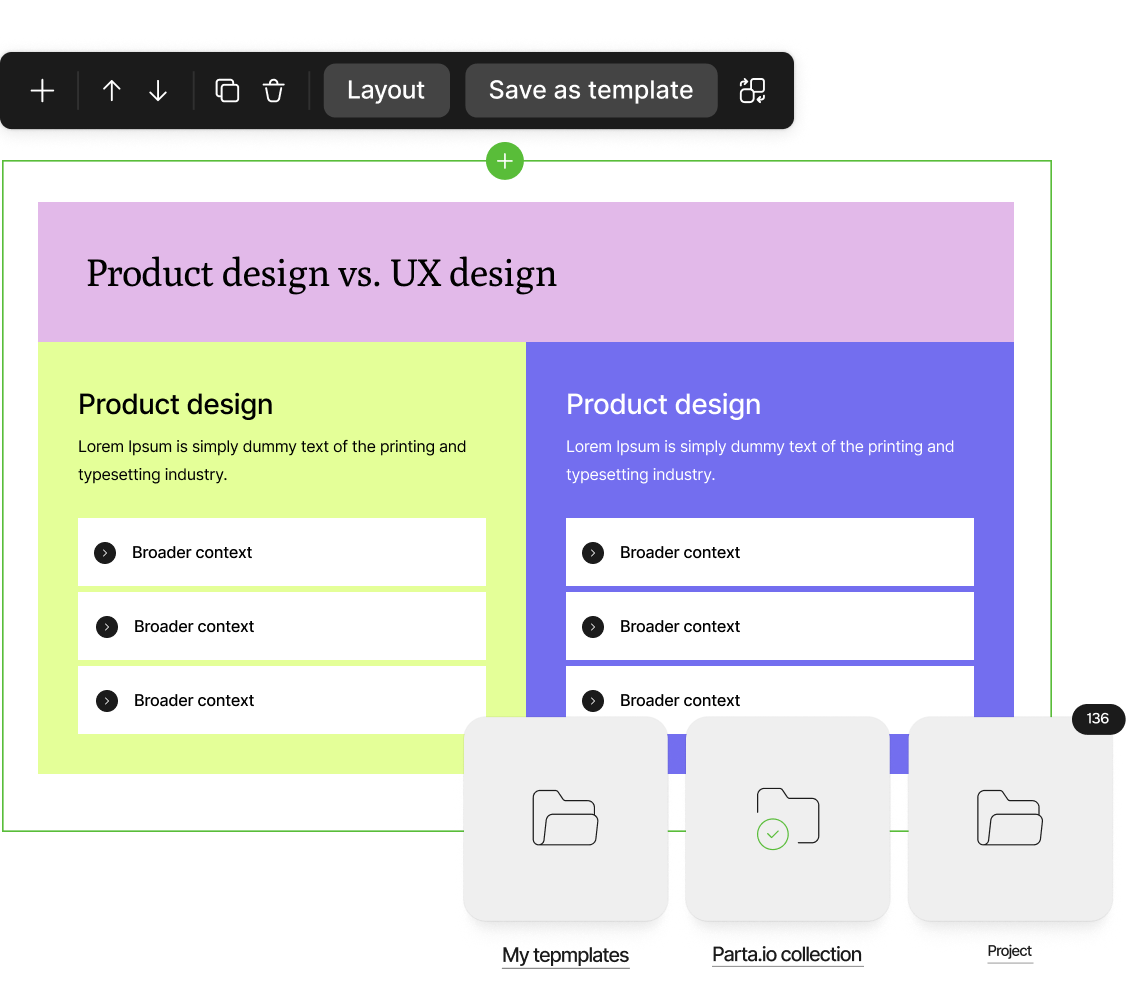 Layout
Save as template
Product design vs. UX design
Product design
Lorem Ipsum is simply dummy text of the printing and
typesetting industry.
Broader context
Broader context
Broader context
Product design
Lorem Ipsum is simply dummy text of the printing and
typesetting industry.
Broader context
Broader context
Broader context
136
My tepmplates
Parta.io collection
Project